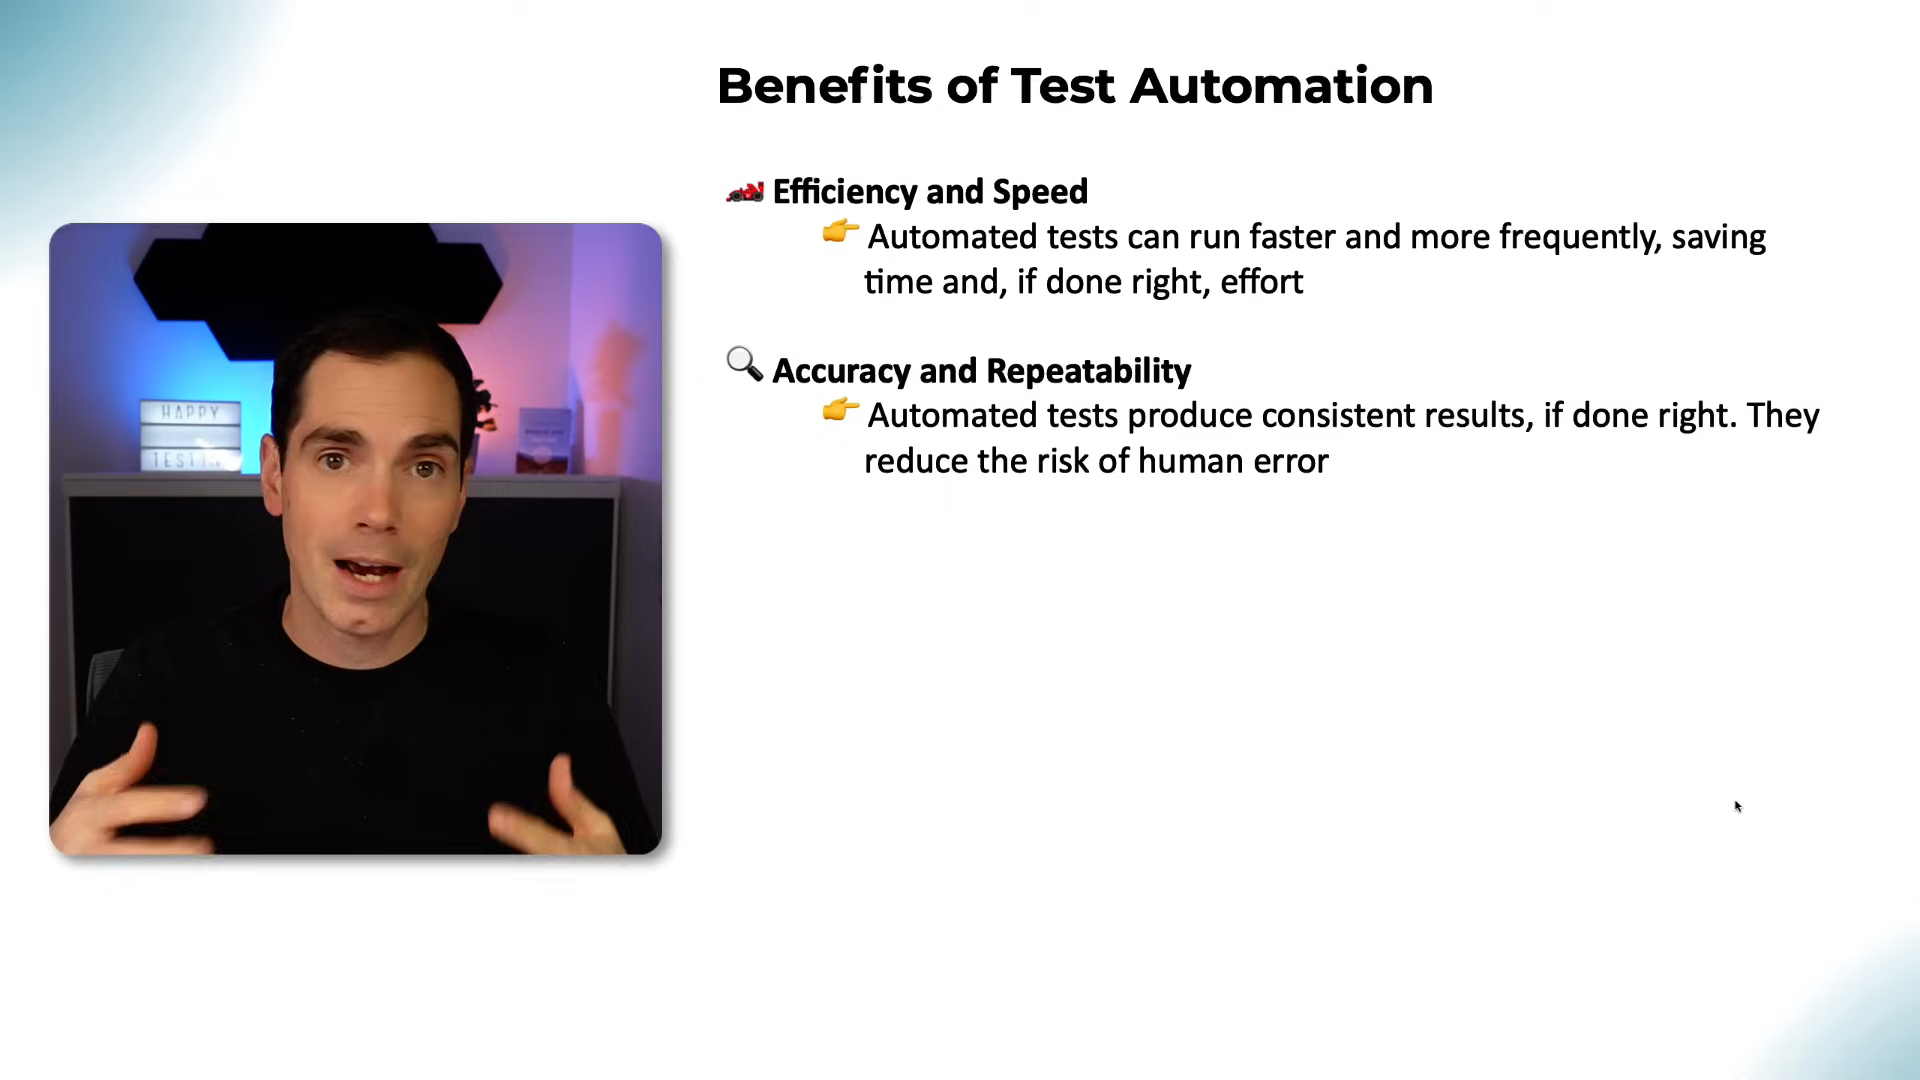 Benefits of Test Automation
Efficiency and Speed
Automated tests can run faster and more frequently, saving
time and, if done right, effort
Accuracy and Repeatability
Automated tests produce consistent results, if done right. They
reduce the risk of human error
HAPPY